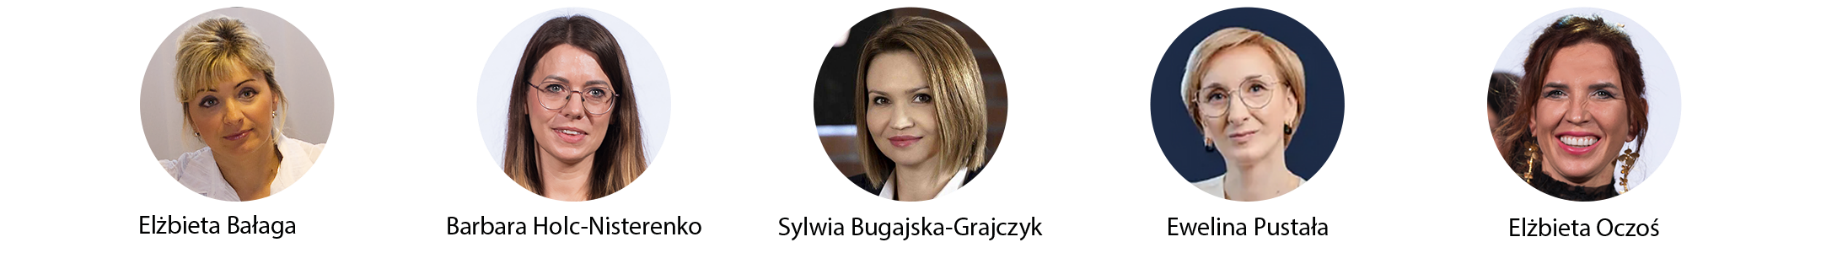 Elżbieta Bałaga
Barbara Holc-Nisterenko
Sylwia Bugajska-Grajczyk
Ewelina Pustała
Elżbieta Oczoś